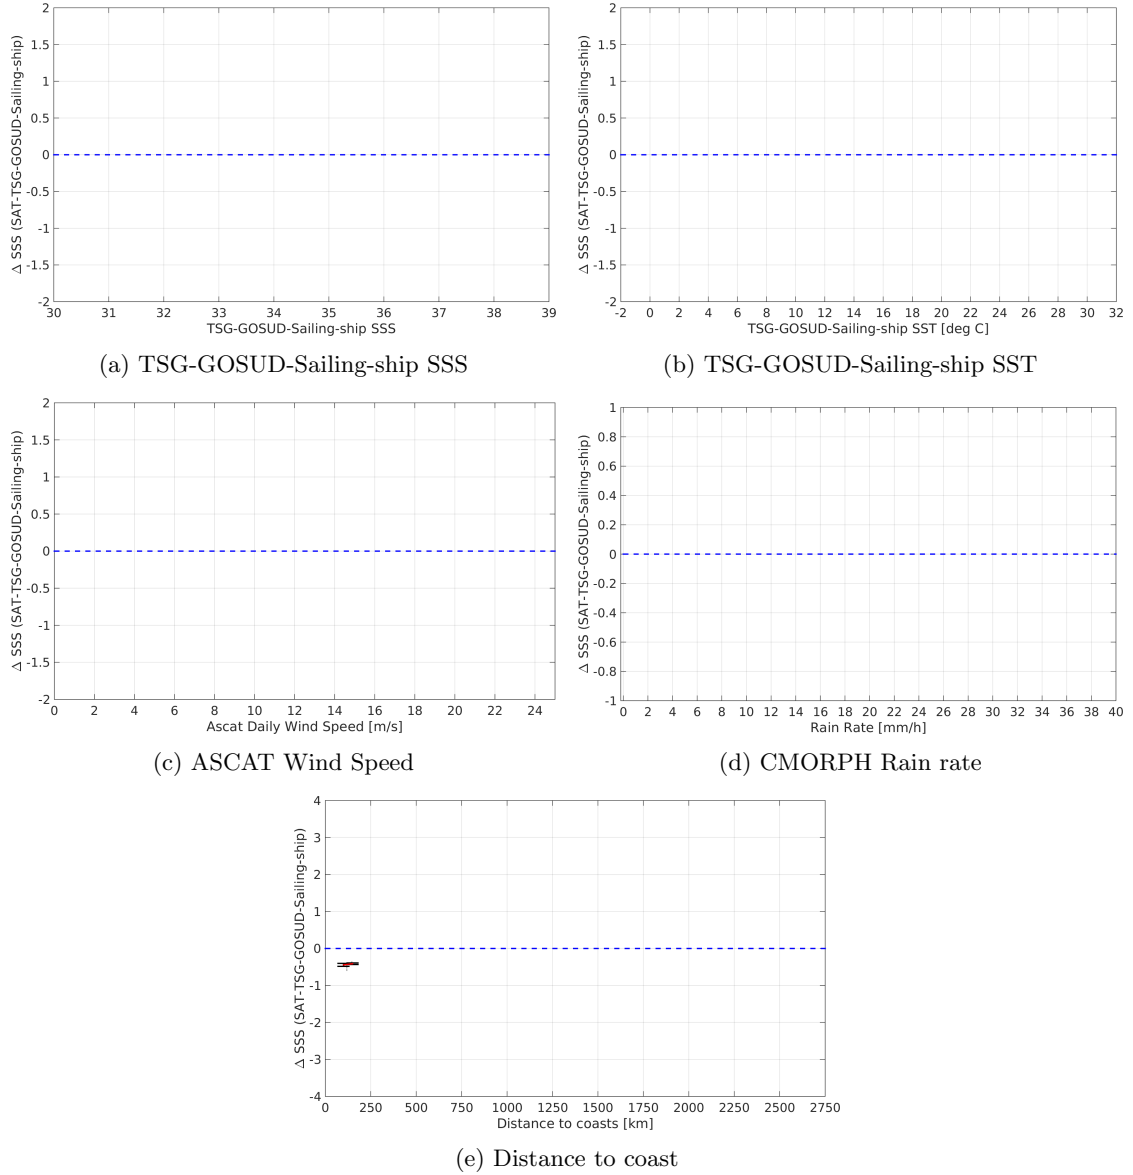 2
1.5
1
0.5
0
-0.5
-1
-1.5
-2
Δ SSS (SAT-TSG-GOSUD-Sailing-ship)
30 31 32 33 34 35 36 37 38 39
TSG-GOSUD-Sailing-ship SSS
(a) TSG-GOSUD-Sailing-ship SSS
2
1.5
1
0.5
0
-0.5
-1
-1.5
-2
Δ SSS (SAT-TSG-GOSUD-Sailing-ship)
-2 0 2 4 6 8 10 12 14 16 18 20 22 24 26 28 30 32
TSG-GOSUD-Sailing-ship SST [deg C]
(b) TSG-GOSUD-Sailing-ship SST
2
1.5
1
0.5
0
-0.5
-1
-1.5
-2
Δ SSS (SAT-TSG-GOSUD-Sailing-ship)
0 2 4 6 8 10 12 14 16 18 20 22 24
Ascat Daily Wind Speed [m/s]
(c) ASCAT Wind Speed
1
0.8
0.6
0.4
0.2
0
-0.2
-0.4
-0.6
-0.8
-1
Δ SSS (SAT-TSG-GOSUD-Sailing-ship)
0 2 4 6 8 10 12 14 16 18 20 22 24 26 28 30 32 34 36 38 40
Rain Rate [mm/h]
(d) CMORPH Rain rate
4
3
2
1
0
-1
-2
-3
-4
Δ SSS (SAT-TSG-GOSUD-Sailing-ship)
0 250 500 750 1000 1250 1500 1750 2000 2250 2500 2750
Distance to coasts [km]
(e) Distance to coast